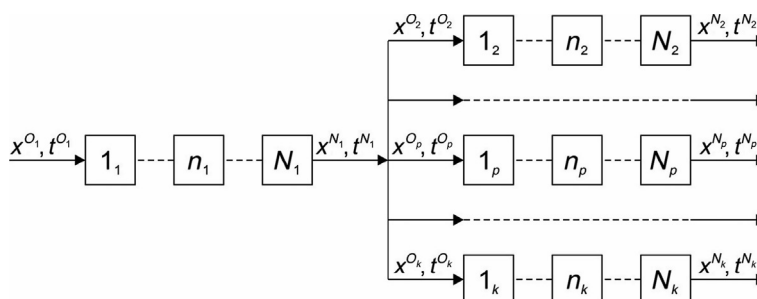 x^{O_2}, t^{O_2} 1_2 n_2 N_2 x^{N_2}, t^{N_2}
x^{O_1}, t^{O_1} 1_1 n_1 N_1 x^{N_1}, t^{N_1} x^{O_p}, t^{O_p} 1_p n_p N_p x^{N_p}, t^{N_p}
x^{O_k}, t^{O_k} 1_k n_k N_k x^{N_k}, t^{N_k}